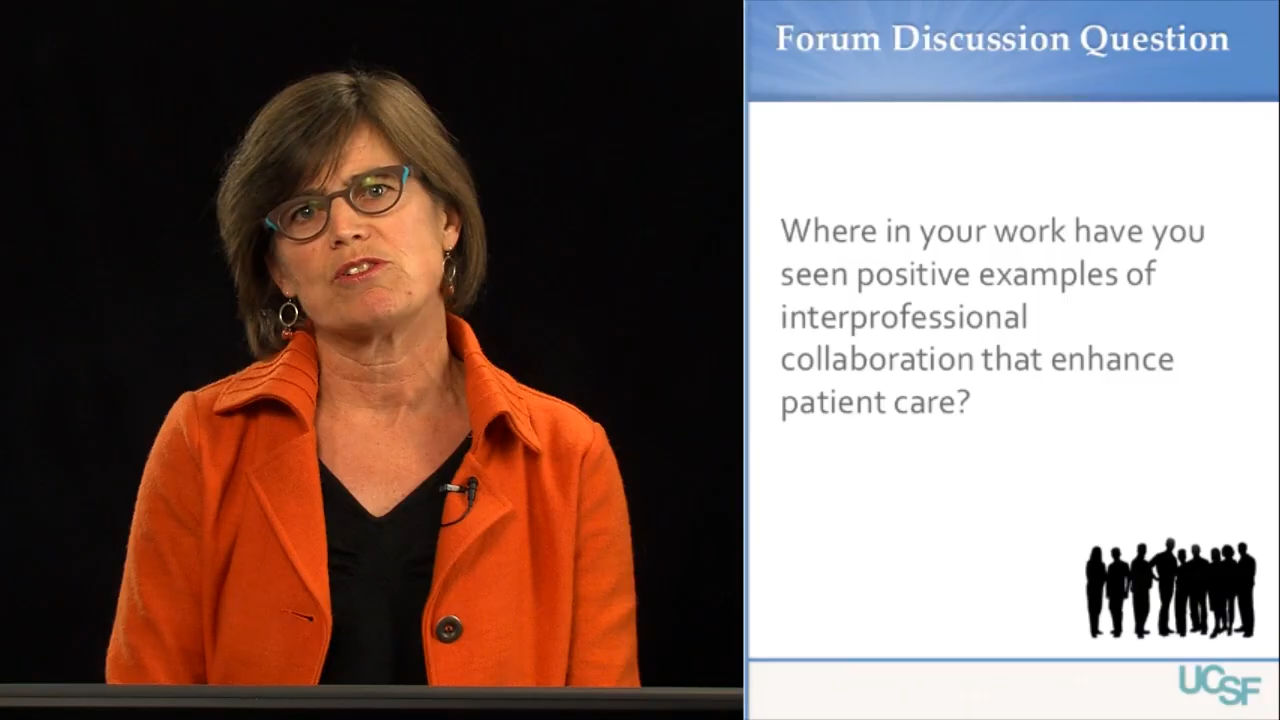 Forum Discussion Question
Where in your work have you
seen positive examples of
interprofessional
collaboration that enhance
patient care?
UCSF